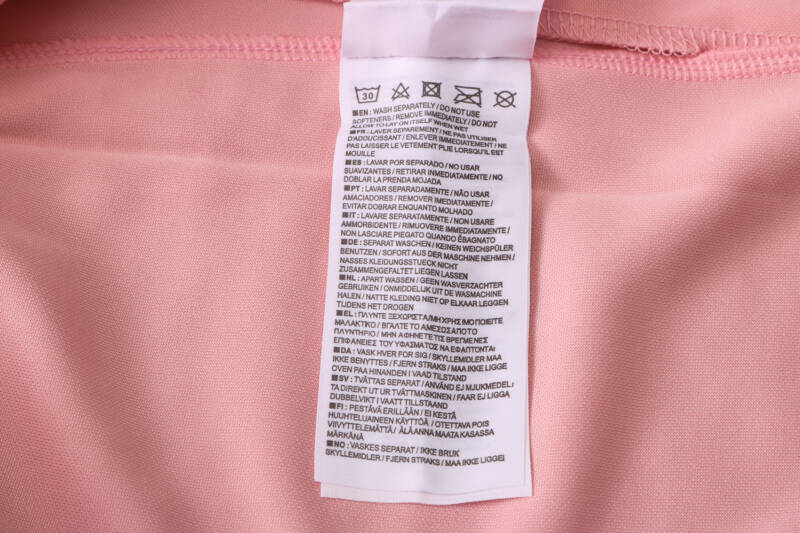 30
EN : WASH SEPARATELY / DO NOT USE
SOFTENERS / REMOVE IMMEDIATELY / DO NOT
ALLOW TO LAY ON ITSELF WHEN WET
FR : LAVER SEPAREMENT / NE PAS UTILISER
D'ADOUCISSANT / ENLEVER IMMEDIATEMENT / NE
PAS LAISSER LE VETEMENT PLIE LORSQU'IL EST
MOUILLE
ES : LAVAR POR SEPARADO / NO USAR
SUAVIZANTES / RETIRAR INMEDIATAMENTE / NO
DOBLAR LA PRENDA MOJADA
PT : LAVAR SEPARADAMENTE / NÃO USAR
AMACIADORES / REMOVER IMEDIATAMENTE /
EVITAR DOBRAR ENQUANTO MOLHADO
IT : LAVARE SEPARATAMENTE / NON USARE
AMMORBIDENTE / RIMUOVERE IMMEDIATAMENTE /
NON LASCIARE PIEGATO QUANDO ÈBAGNATO
DE : SEPARAT WASCHEN / KEINEN WEICHSPÜLER
BENUTZEN / SOFORT AUS DER MASCHINE NEHMEN /
NASSES KLEIDUNGSSTUECK NICHT
ZUSAMMENGEFALTET LIEGEN LASSEN
NL : APART WASSEN / GEEN WASVERZACHTER
GEBRUIKEN / ONMIDDELIJK UIT DE WASMACHINE
HALEN / NATTE KLEDING NIET OP ELKAAR LEGGEN
TIJDENS HET DROGEN
EL : ΠΛΥΝΤΕ ΞΕΧΩΡΙΣΤΑ/ΜΗ ΧΡΗΣΙΜΟΠΟΙΕΙΤΕ
ΜΑΛΑΚΤΙΚΟ / ΒΓΑΛΤΕ ΤΟ ΑΜΕΣΩΣΑΠΟΤΟ
ΠΛΥΝΤΗΡΙΟ / ΜΗΝ ΑΦΗΝΕΤΕ ΤΙΣ ΒΡΕΓΜΕΝΕΣ
ΕΠΙΦΑΝΕΙΕΣ ΤΟΥ ΥΦΑΣΜΑΤΟΣ ΝΑ ΕΦΑΠΤΟΝΤΑΙ
DA : VASK HVER FOR SIG / SKYLLEMIDLER MAA
IKKE BENYTTES / FJERN STRAKS / MAA IKKE LIGGE
OVEN PAA HINANDEN I VAAD TILSTAND
SV : TVÄTTAS SEPARAT / ANVÄND EJ MJUKMEDEL /
TA DIREKT UT UR TVÄTTMASKINEN / FAAR EJ LIGGA
DUBBELVIKT I VAATT TILLSTAAND
FI : PESTÄVÄ ERILLÄÄN / EI KESTÄ
HUUHTELUAINEEN KÄYTTÖÄ / OTETTAVA POIS
VIIVYTTELEMÄTTÄ / ÄLÄ ANNA MAATA KASASSA
MÄRKÄNÄ
NO : VASKES SEPARAT / IKKE BRUK
SKYLLEMIDLER / FJERN STRAKS / MAA IKKE LIGGE